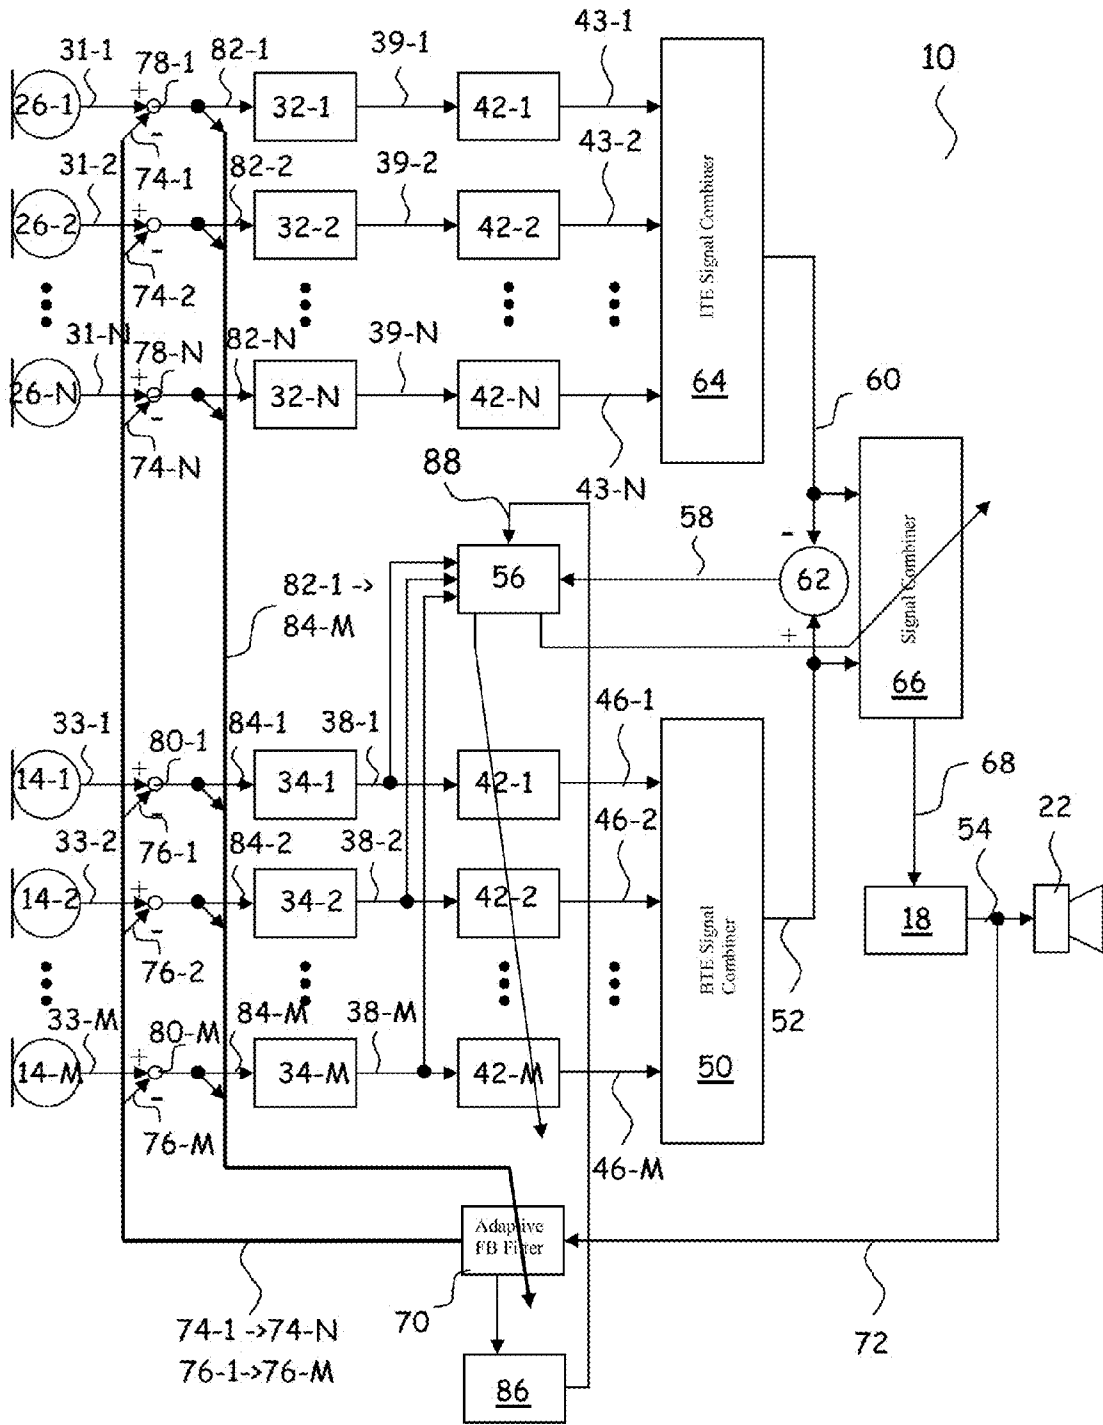 43-1
31-1
78-1
82-1
39-1
10
+
26-1
32-1
42-1
-
43-2
31-2
74-1
82-2
39-2
+
26-2
32-2
42-2
-
ITE Signal Combiner
74-2
31-N
78-N
82-N
39-N
+
26-N
32-N
42-N
64
60
-
74-N
88
43-N
58
-
56
62
Signal Combiner
82-1 ->
84-M
+
66
33-1
80-1
84-1
38-1
46-1
+
14-1
34-1
42-1
68
-
33-2
76-1
84-2
38-2
46-2
54
22
+
14-2
34-2
42-2
18
-
BTE Signal
Combiner
76-2
33-M
80-M
84-M
38-M
52
+
14-M
34-M
42-M
50
-
76-M
46-M
Adaptive
FB Filter
70
72
74-1 ->74-N
76-1->76-M
86